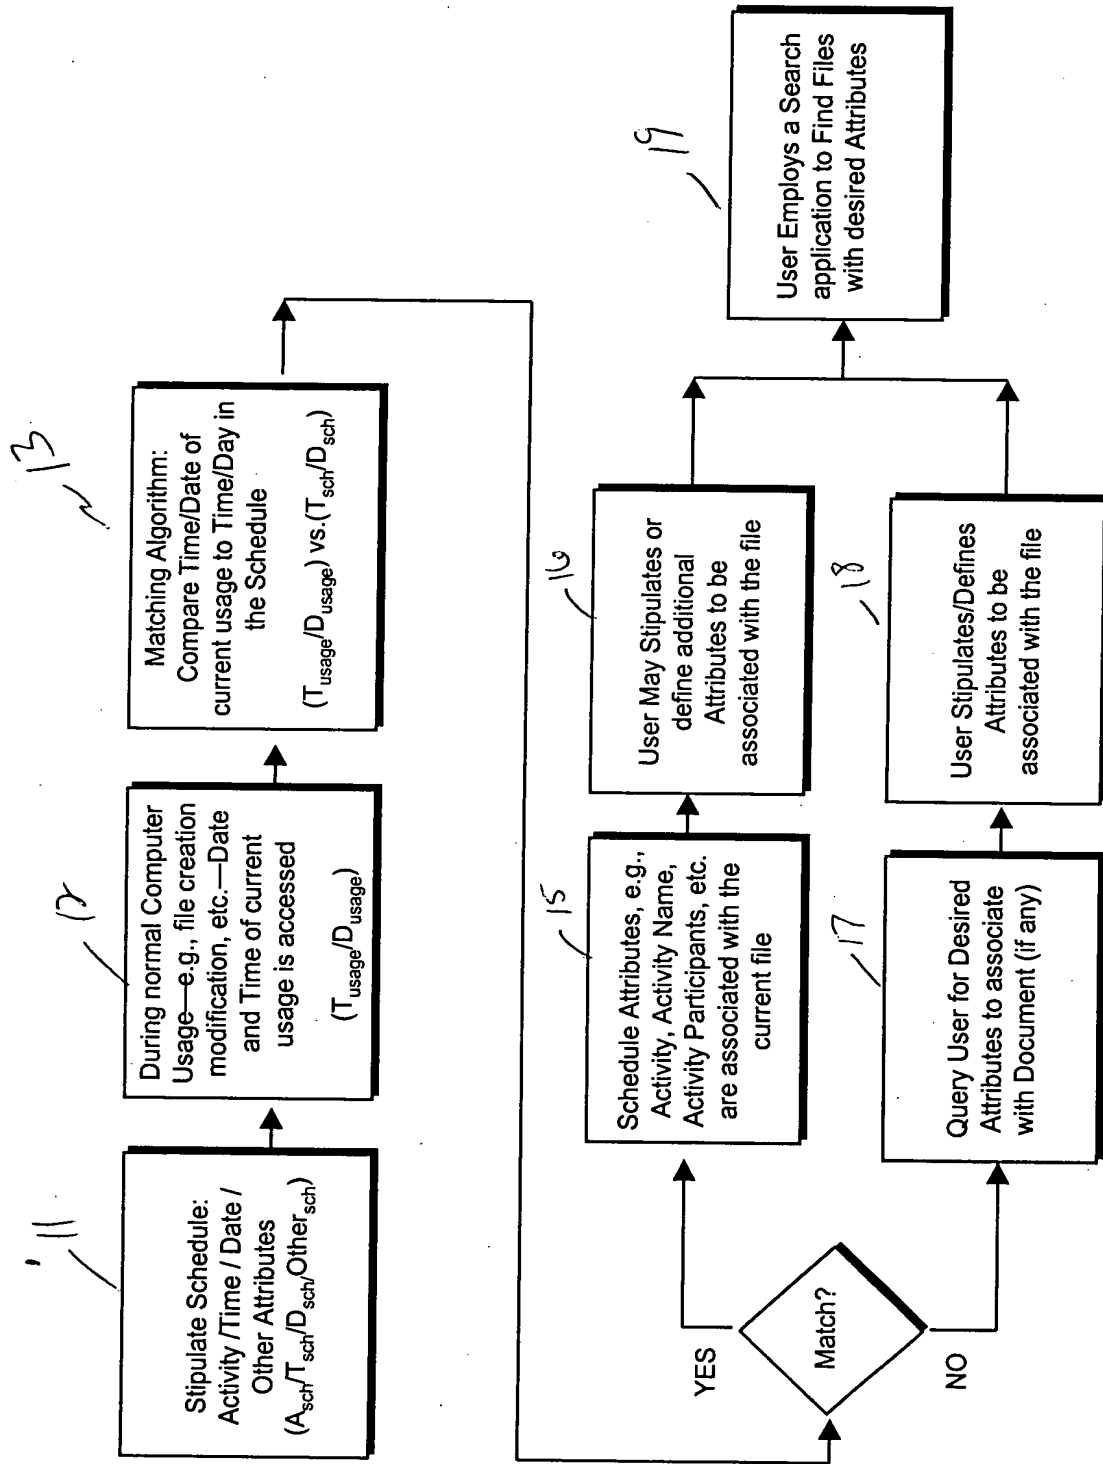 11
Stipulate Schedule:
Activity /Time / Date /
Other Attributes
(Asch/Tsch/Dsch/Othersch)
12
During normal Computer
Usage—e.g., file creation
modification, etc.—Date
and Time of current
usage is accessed
(Tusage/Dusage)
13
Matching Algorithm:
Compare Time/Date of
current usage to Time/Day in
the Schedule
(Tusage/Dusage) vs.(Tsch/Dsch)
Match?
YES
NO
15
Schedule Attributes, e.g.,
Activity, Activity Name,
Activity Participants, etc.
are associated with the
current file
16
User May Stipulates or
define additional
Attributes to be
associated with the file
17
Query User for Desired
Attributes to associate
with Document (if any)
18
User Stipulates/Defines
Attributes to be
associated with the file
19
User Employs a Search
application to Find Files
with desired Attributes